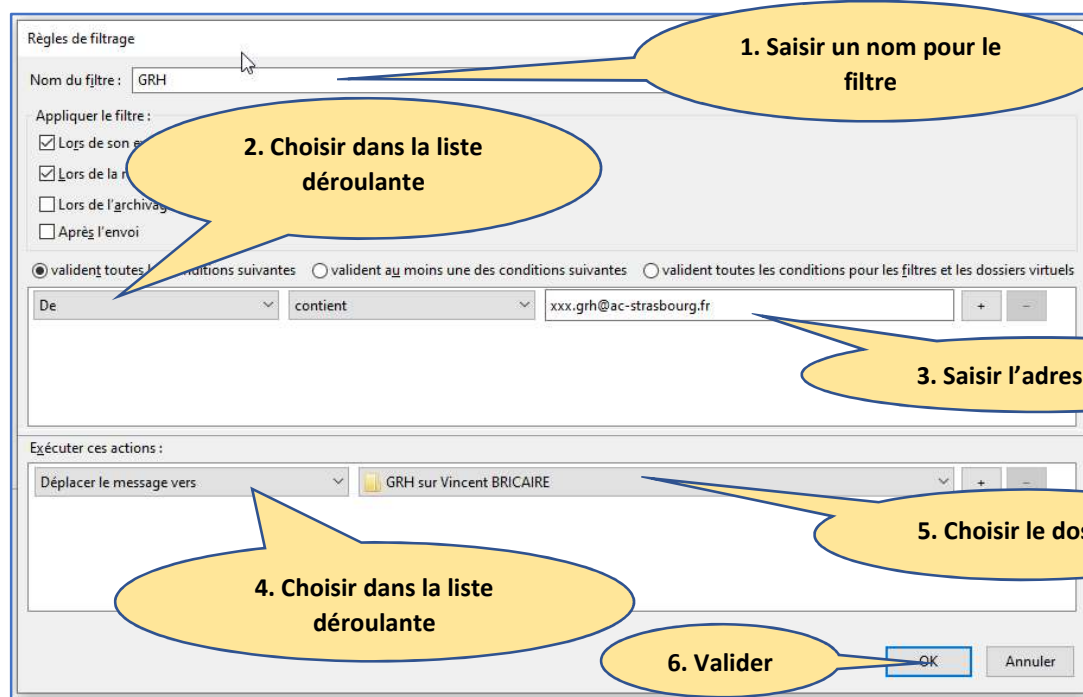 Règles de filtrage
1. Saisir un nom pour le
filtre
Nom du filtre : GRH
Appliquer le filtre :
Lors de son
2. Choisir dans la liste
déroulante
Lors de la
Lors de l'archivag
Après l'envoi
valident toutes conditions suivantes valident au moins une des conditions suivantes valident toutes les conditions pour les filtres et les dossiers virtuels
De contient xxx.grh@ac-strasbourg.fr + -
3. Saisir l’adres
Exécuter ces actions :
Déplacer le message vers GRH sur Vincent BRICAIRE + -
5. Choisir le dos
4. Choisir dans la liste
déroulante
6. Valider OK Annuler